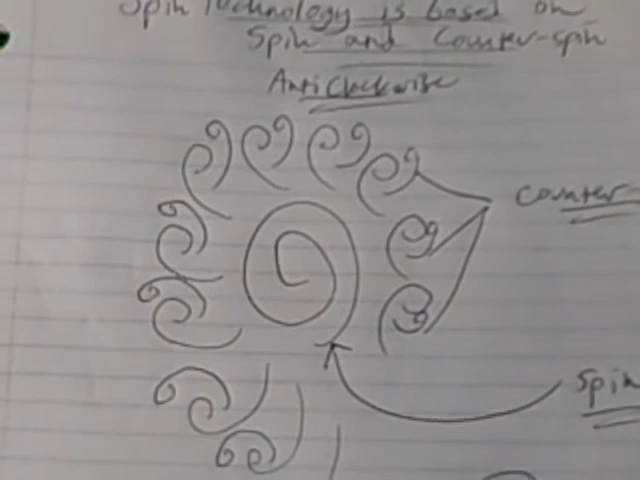 Spin Technology is based on
Spin and Counter-spin
Anticlockwise
Counter-
Spin